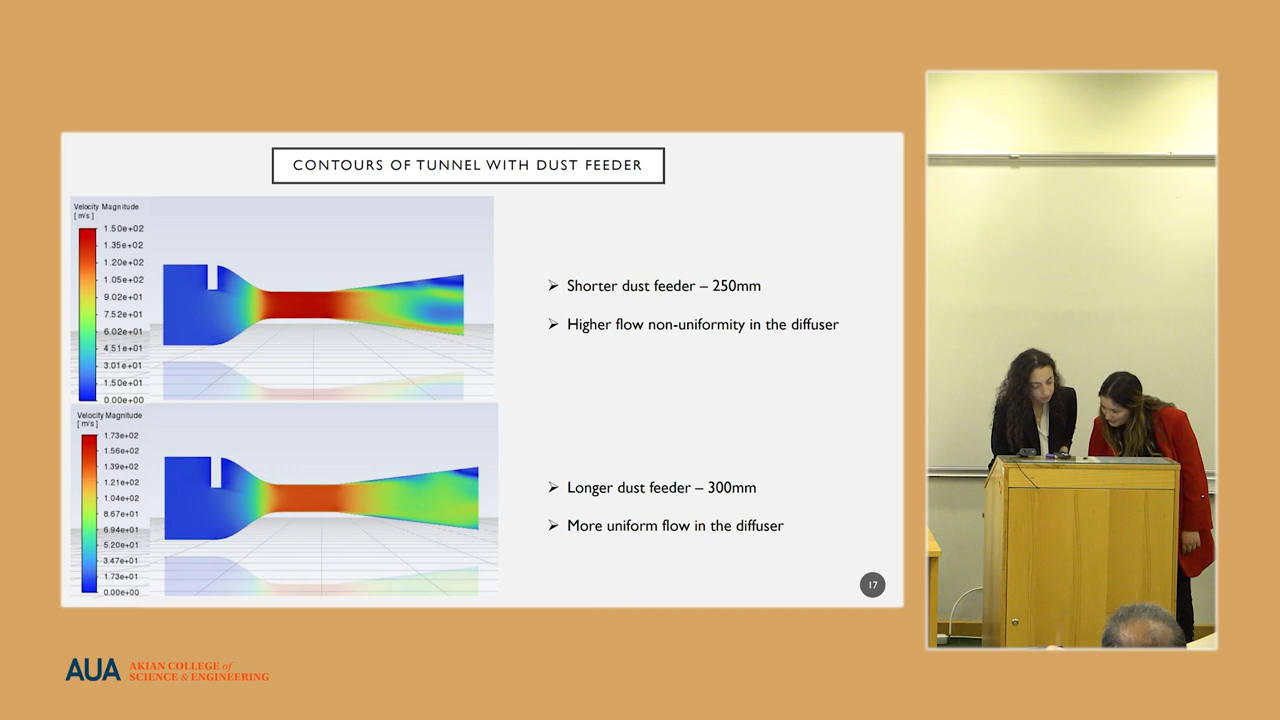 CONTOURS OF TUNNEL WITH DUST FEEDER
Velocity Magnitude
[ m/s ]
1.50e+02
1.35e+02
1.20e+02
1.05e+02
9.02e+01
7.52e+01
6.02e+01
4.51e+01
3.01e+01
1.50e+01
0.00e+00
➢ Shorter dust feeder – 250mm
➢ Higher flow non-uniformity in the diffuser
Velocity Magnitude
[ m/s ]
1.73e+02
1.56e+02
1.39e+02
1.21e+02
1.04e+02
8.67e+01
6.94e+01
5.20e+01
3.47e+01
1.73e+01
0.00e+00
➢ Longer dust feeder – 300mm
➢ More uniform flow in the diffuser
17
AUA
AKIAN COLLEGE of
SCIENCE & ENGINEERING